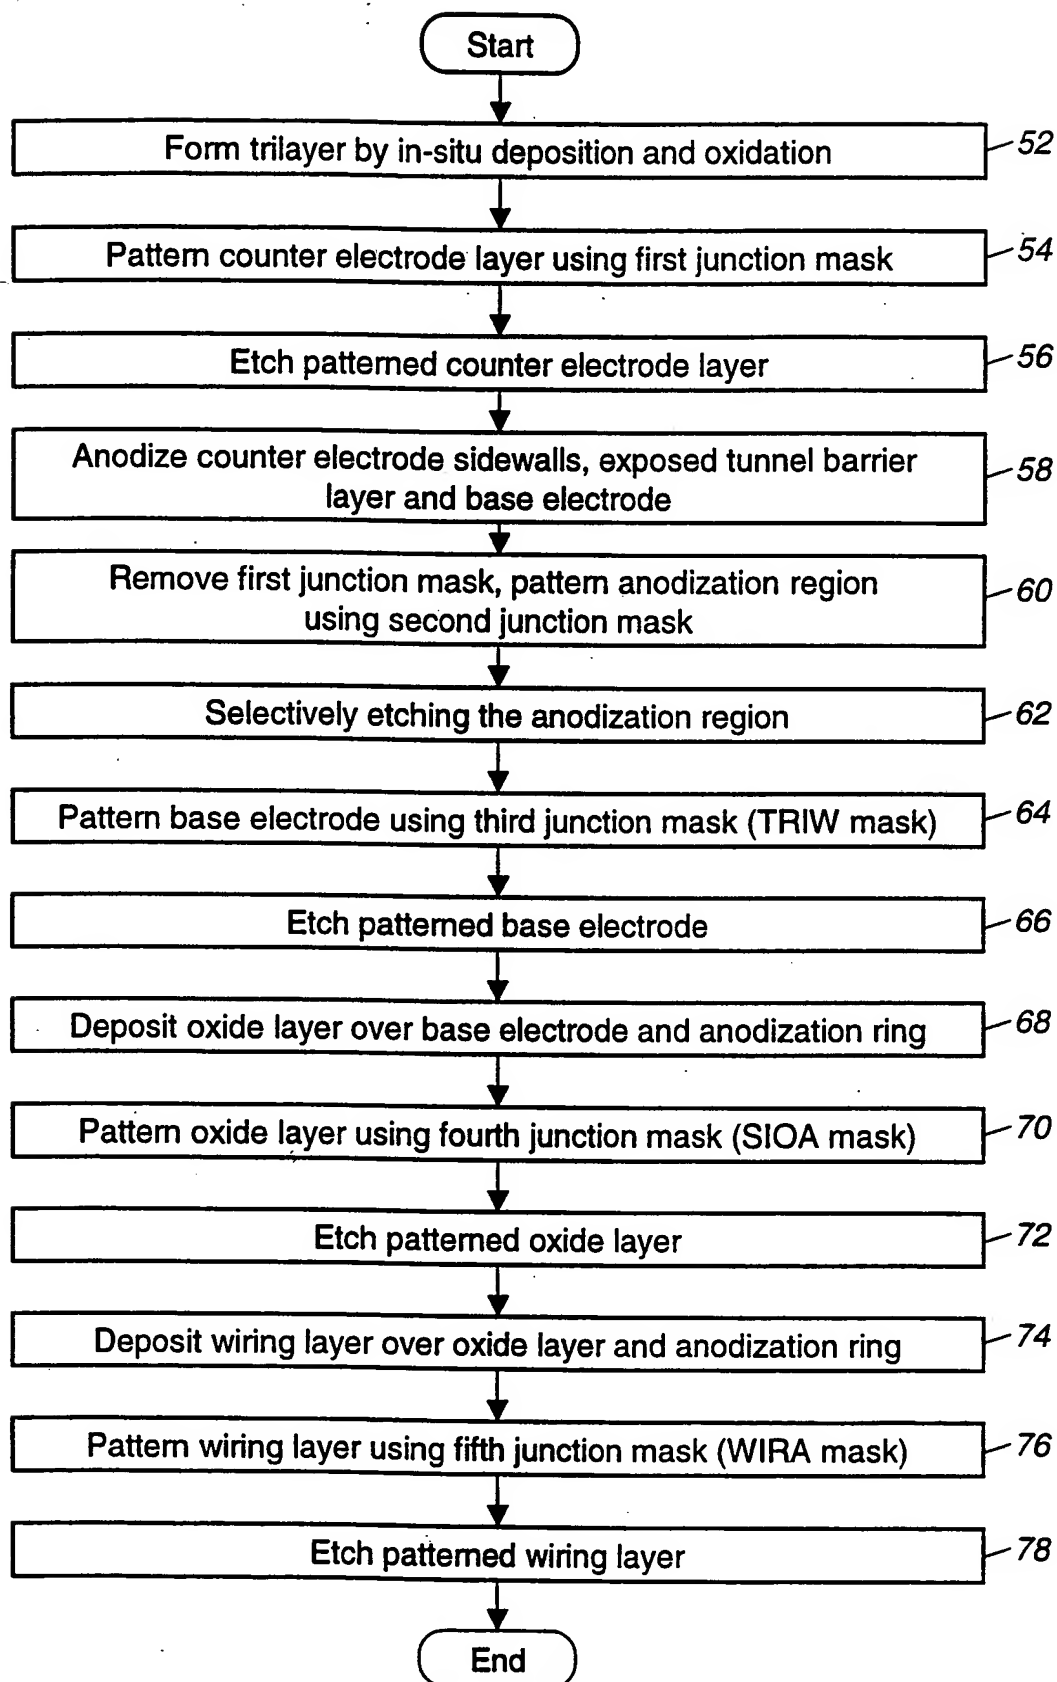 Start
Form trilayer by in-situ deposition and oxidation
52
Pattern counter electrode layer using first junction mask
54
Etch patterned counter electrode layer
56
Anodize counter electrode sidewalls, exposed tunnel barrier
layer and base electrode
58
Remove first junction mask, pattern anodization region
using second junction mask
60
Selectively etching the anodization region
62
Pattern base electrode using third junction mask (TRIW mask)
64
Etch patterned base electrode
66
Deposit oxide layer over base electrode and anodization ring
68
Pattern oxide layer using fourth junction mask (SIOA mask)
70
Etch patterned oxide layer
72
Deposit wiring layer over oxide layer and anodization ring
74
Pattern wiring layer using fifth junction mask (WIRA mask)
76
Etch patterned wiring layer
78
End